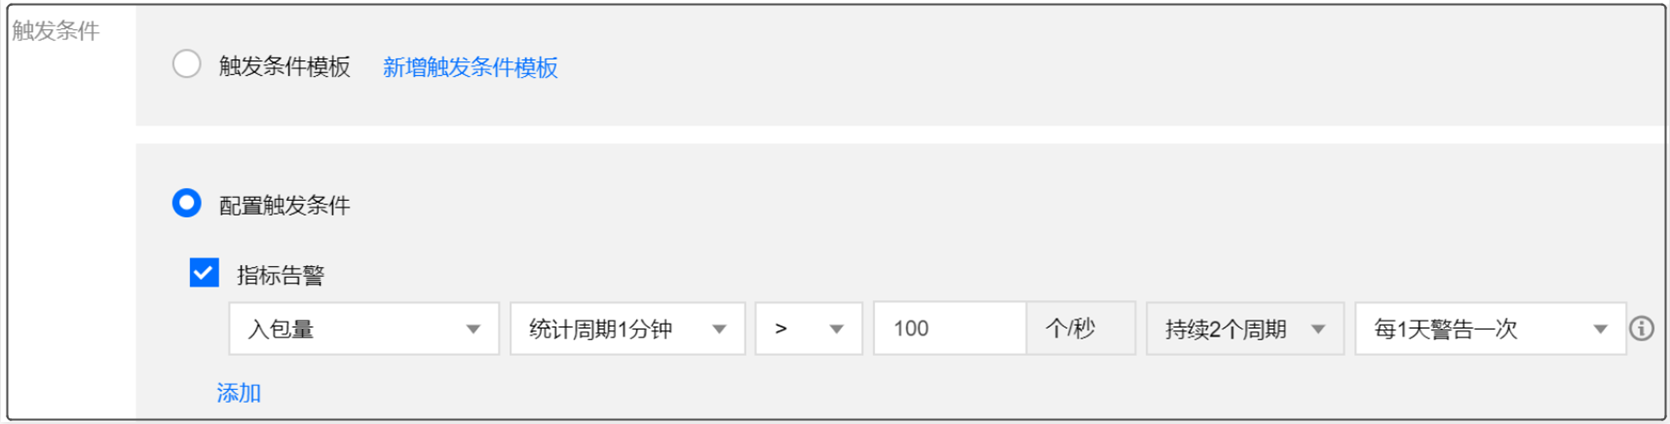 触发条件
触发条件模板 新增触发条件模板
配置触发条件
指标告警
入包量 统计周期1分钟 > 100 个/秒 持续2个周期 每1天警告一次
添加